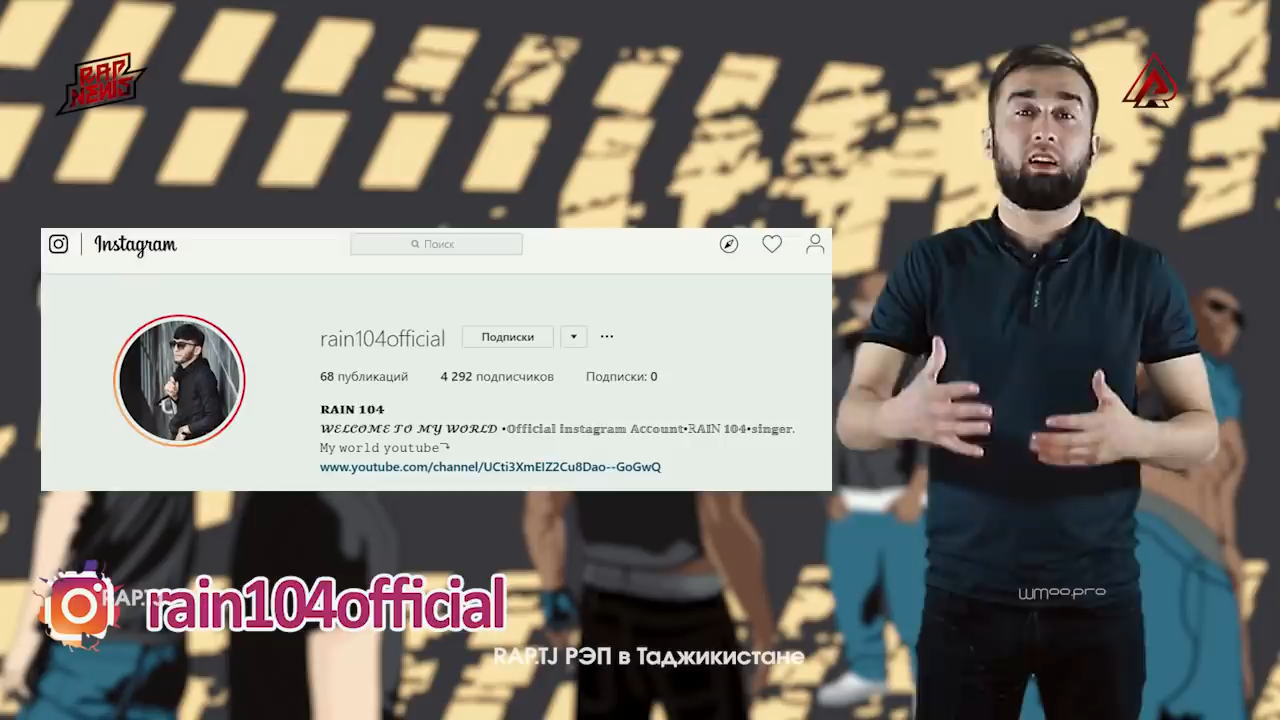 RAP
NEWS
Instagram
Поиск
rain104official
Подписки
68 публикаций
4 292 подписчиков
Подписки: 0
RAIN 104
WELCOME TO MY WORLD •Official Instagram Account•RAIN 104•singer.
My world youtube⤵
www.youtube.com/channel/UCti3XmEIZ2Cu8Dao--GoGwQ
wmoo.pro
RAP.TJ
rain104official
RAP.TJ РЭП в Таджикистане